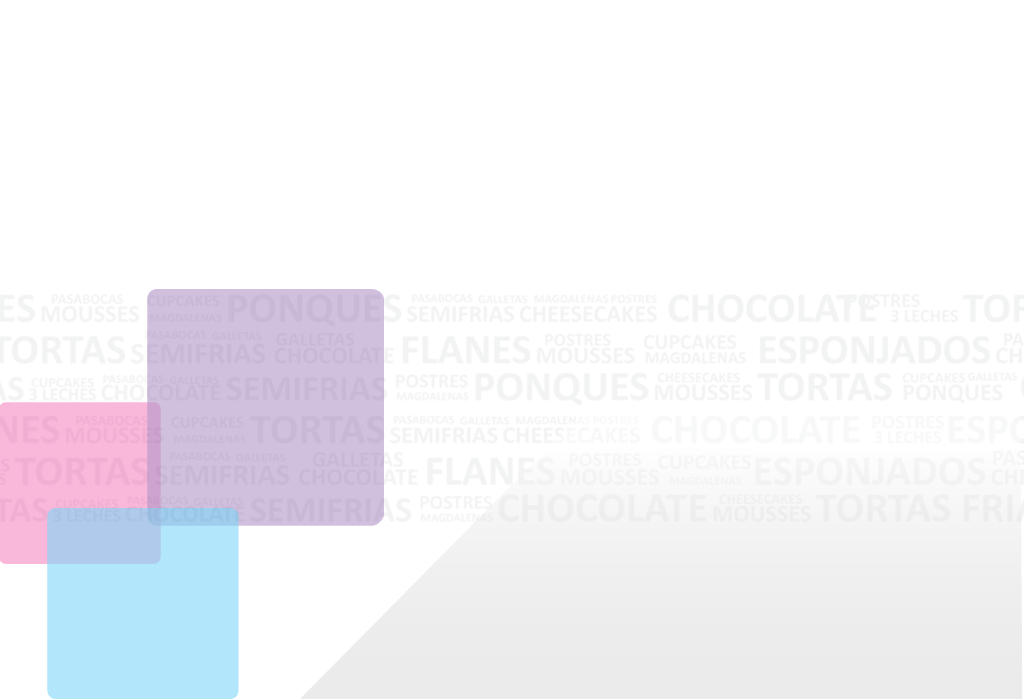 ES PASABOCAS MOUSSES CUPCAKES MAGDALENAS PONQUES PASABOCAS GALLETAS MAGDALENAS POSTRES SEMIFRIAS CHEESECAKES CHOCOLATE POSTRES 3 LECHES TOR
TORTAS PASABOCAS GALLETAS SEMIFRIAS GALLETAS CHOCOLATE FLANES POSTRES MOUSSES CUPCAKES MAGDALENAS ESPONJADOS PA CH
AS CUPCAKES 3 LECHES PASABOCAS GALLETAS CHOCOLATE SEMIFRIAS POSTRES MAGDALENAS PONQUES CHEESECAKES MOUSSES TORTAS CUPCAKES GALLETAS PONQUES
NES PASABOCAS MOUSSES CUPCAKES MAGDALENAS TORTAS PASABOCAS GALLETAS MAGDALENAS POSTRES SEMIFRIAS CHEESECAKES CHOCOLATE POSTRES 3 LECHES ESPO
TORTAS PASABOCAS GALLETAS SEMIFRIAS GALLETAS CHOCOLATE FLANES POSTRES MOUSSES CUPCAKES MAGDALENAS ESPONJADOS PAS CHE
TAS CUPCAKES 3 LECHES PASABOCAS GALLETAS CHOCOLATE SEMIFRIAS POSTRES MAGDALENAS CHOCOLATE CHEESECAKES MOUSSES TORTAS FRIA